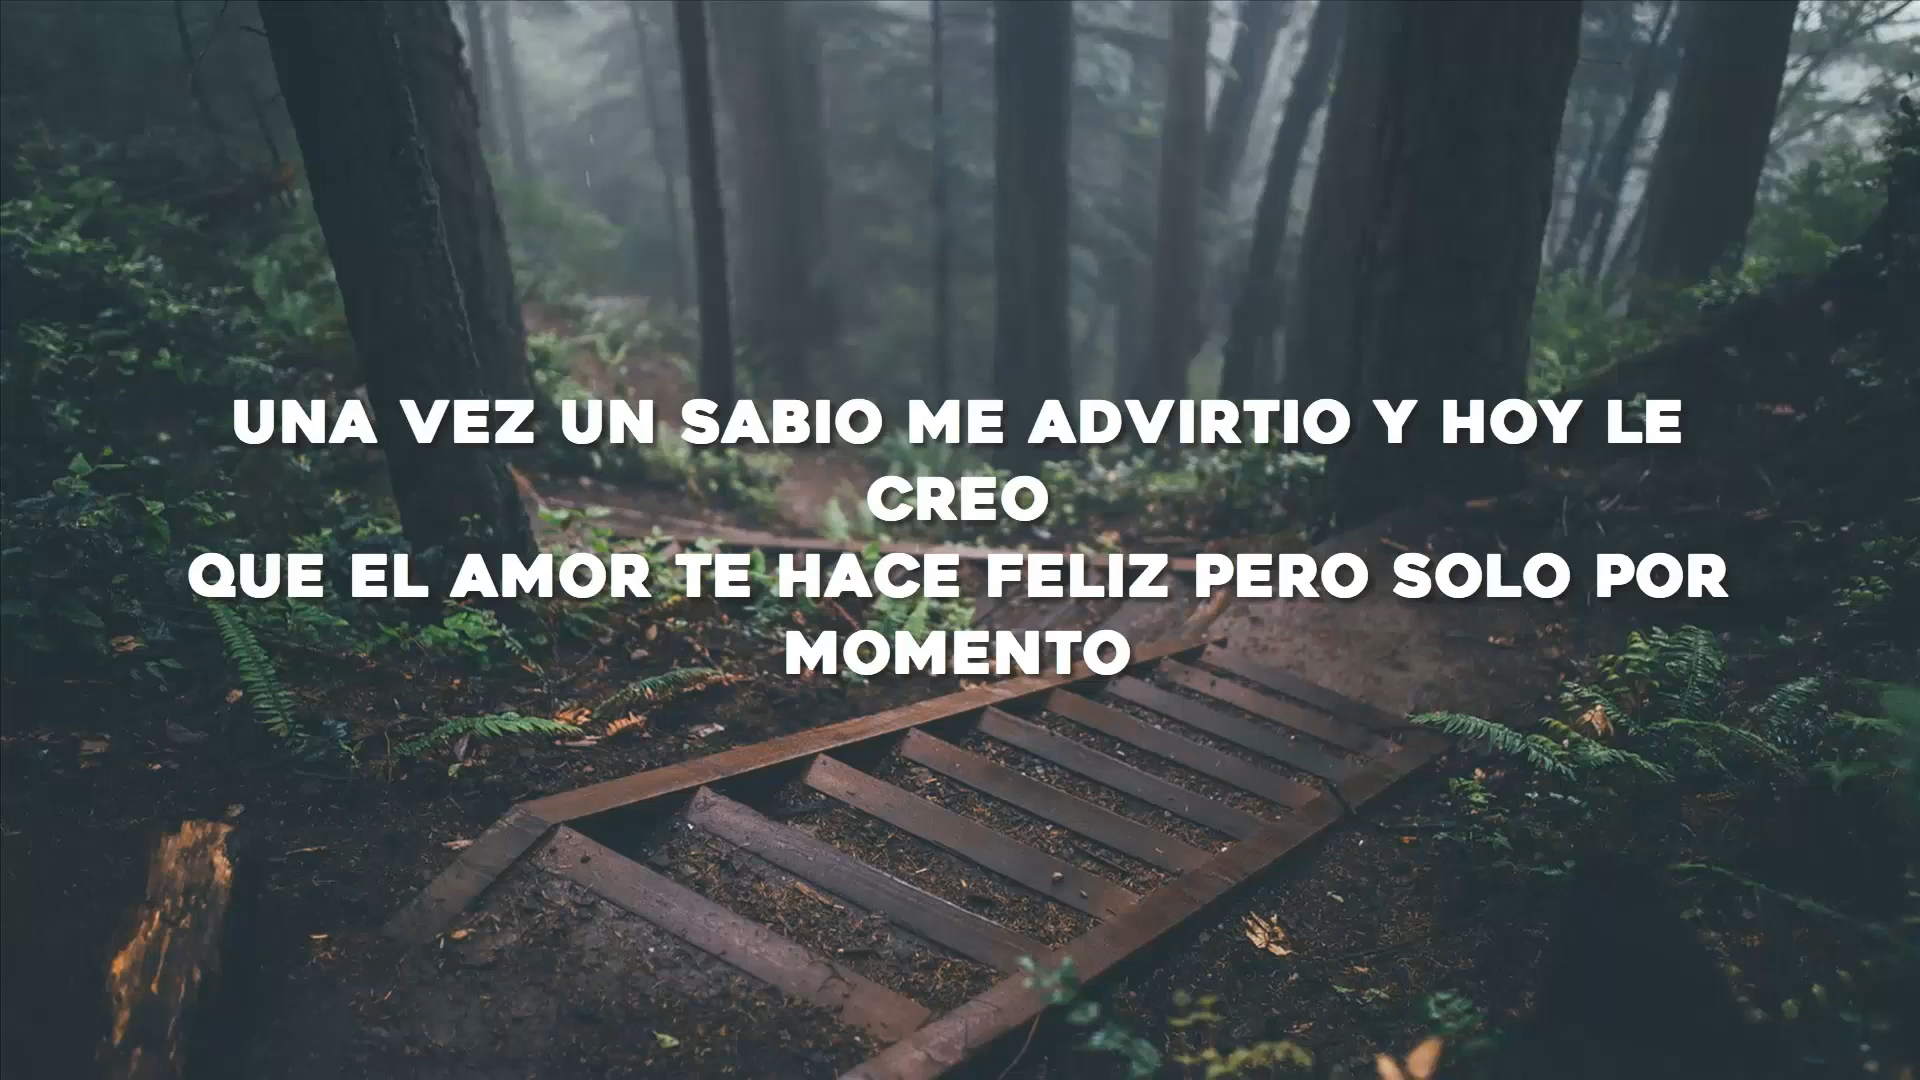 UNA VEZ UN SABIO ME ADVIRTIO Y HOY LE
CREO
QUE EL AMOR TE HACE FELIZ PERO SOLO POR
MOMENTO